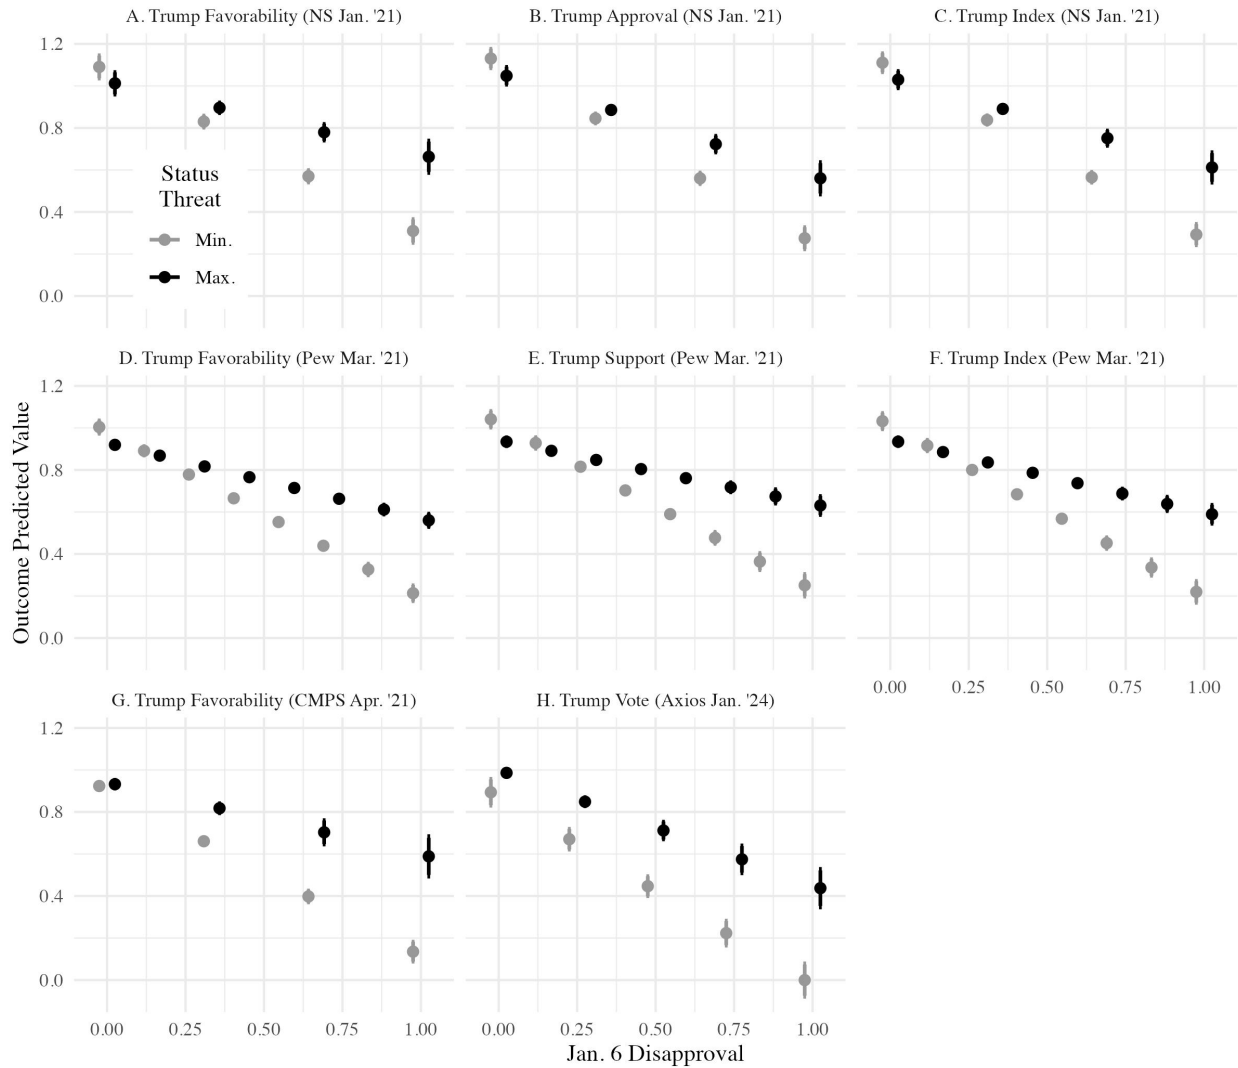 A. Trump Favorability (NS Jan. '21)
B. Trump Approval (NS Jan. '21)
C. Trump Index (NS Jan. '21)
1.2
0.8
0.4
0.0
Status
Threat
Min.
Max.
D. Trump Favorability (Pew Mar. '21)
E. Trump Support (Pew Mar. '21)
F. Trump Index (Pew Mar. '21)
1.2
0.8
0.4
0.0
Outcome Predicted Value
0.00 0.25 0.50 0.75 1.00
G. Trump Favorability (CMPS Apr. '21)
H. Trump Vote (Axios Jan. '24)
1.2
0.8
0.4
0.0
0.00 0.25 0.50 0.75 1.00
0.00 0.25 0.50 0.75 1.00
Jan. 6 Disapproval